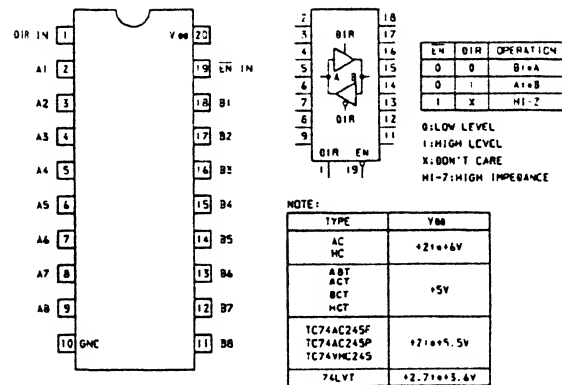 DIR IN 1
VDD 20
A1 2
19 EN IN
A2 3
18 B1
A3 4
17 B2
A4 5
16 B3
A5 6
15 B4
A6 7
14 B5
A7 8
13 B6
A8 9
12 B7
10 GND
11 B8
2 18
3 17
4 16
5 15
6 14
7 13
8 12
9 11
DIR
A B
DIR
DIR EN
1 19
EN DIR OPERATION
0 0 B to A
0 1 A to B
1 X HI-Z
0:LOW LEVEL
1:HIGH LEVEL
X:DON'T CARE
HI-Z:HIGH IMPEDANCE
NOTE:
TYPE VDD
AC
HC
+2to+6V
ABT
ACT
BCT
HCT
+5V
TC74AC245F
TC74AC245P
TC74VHC245
+2to+5.5V
74LVT +2.7to+3.6V